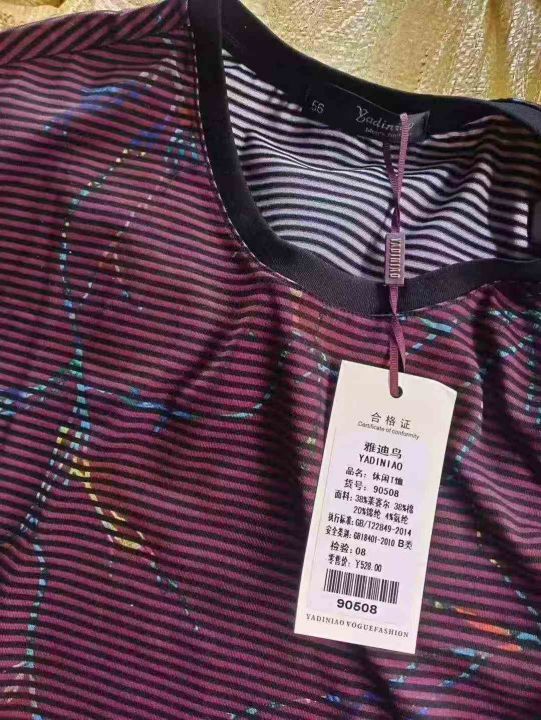 56
Yadiniao
YADINIAO
合格证
Certificate of conformity
雅迪鸟
YADINIAO
品名: 休闲T恤
货号: 90508
面料: 38%莱赛尔 38%棉
20%锦纶 4%氨纶
执行标准: GB/T22849-2014
安全类别: GB18401-2010 B类
检验: 08
零售价: ¥528.00
90508
YADINIAO VOGUEFASHION